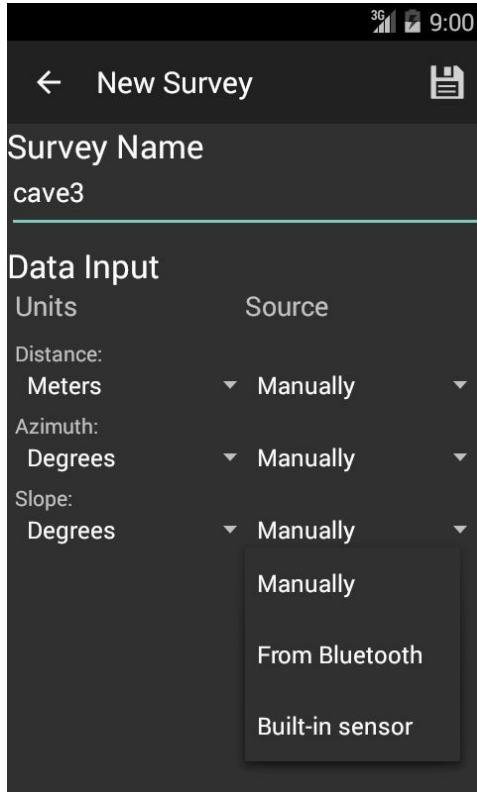 3G 9:00
New Survey
Survey Name
cave3
Data Input
Units Source
Distance:
Meters Manually
Azimuth:
Degrees Manually
Slope:
Degrees Manually
Manually
From Bluetooth
Built-in sensor